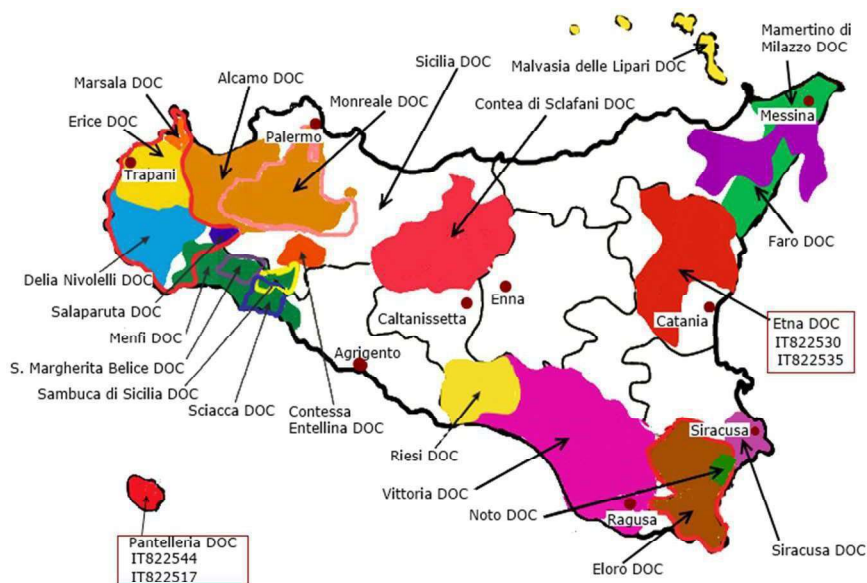 Mamertino di
Milazzo DOC
Sicilia DOC
Malvasia delle Lipari DOC
Marsala DOC
Alcamo DOC
Monreale DOC
Contea di Sclafani DOC
Erice DOC
Messina
Palermo
Trapani
Faro DOC
Delia Nivolelli DOC
Enna
Salaparuta DOC
Caltanissetta
Catania
Etna DOC
IT822530
IT822535
Menfi DOC
Agrigento
S. Margherita Belice DOC
Sambuca di Sicilia DOC
Sciacca DOC
Contessa
Entellina DOC
Siracusa
Riesi DOC
Vittoria DOC
Noto DOC
Ragusa
Siracusa DOC
Eloro DOC
Pantelleria DOC
IT822544
IT822517